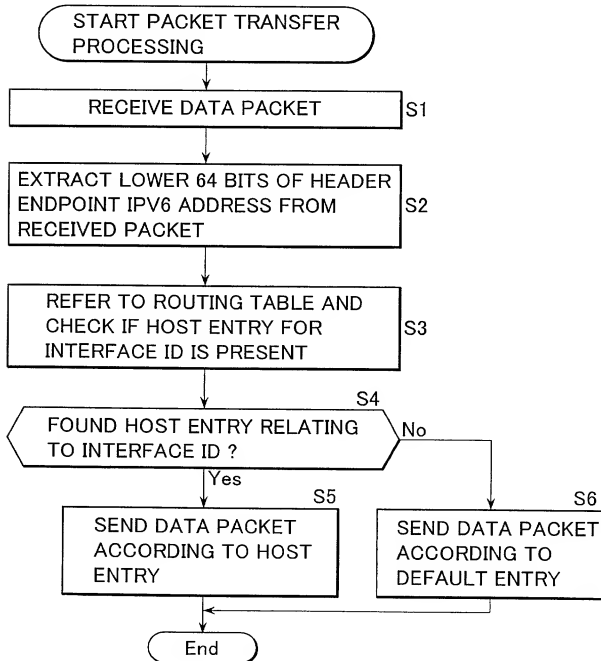 START PACKET TRANSFER
PROCESSING
RECEIVE DATA PACKET
S1
EXTRACT LOWER 64 BITS OF HEADER
ENDPOINT IPV6 ADDRESS FROM
RECEIVED PACKET
S2
REFER TO ROUTING TABLE AND
CHECK IF HOST ENTRY FOR
INTERFACE ID IS PRESENT
S3
S4
FOUND HOST ENTRY RELATING
TO INTERFACE ID ?
No
Yes
S5
SEND DATA PACKET
ACCORDING TO HOST
ENTRY
S6
SEND DATA PACKET
ACCORDING TO
DEFAULT ENTRY
End